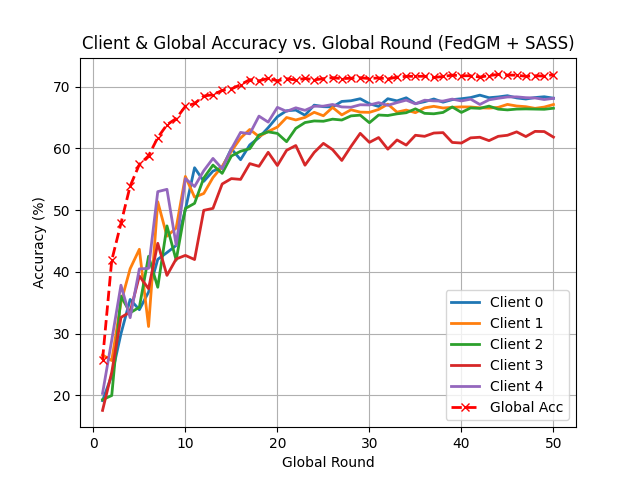 Client & Global Accuracy vs. Global Round (FedGM + SASS)
Accuracy (%)
70
60
50
40
30
20
0
10
20
30
40
50
Global Round
Client 0
Client 1
Client 2
Client 3
Client 4
Global Acc